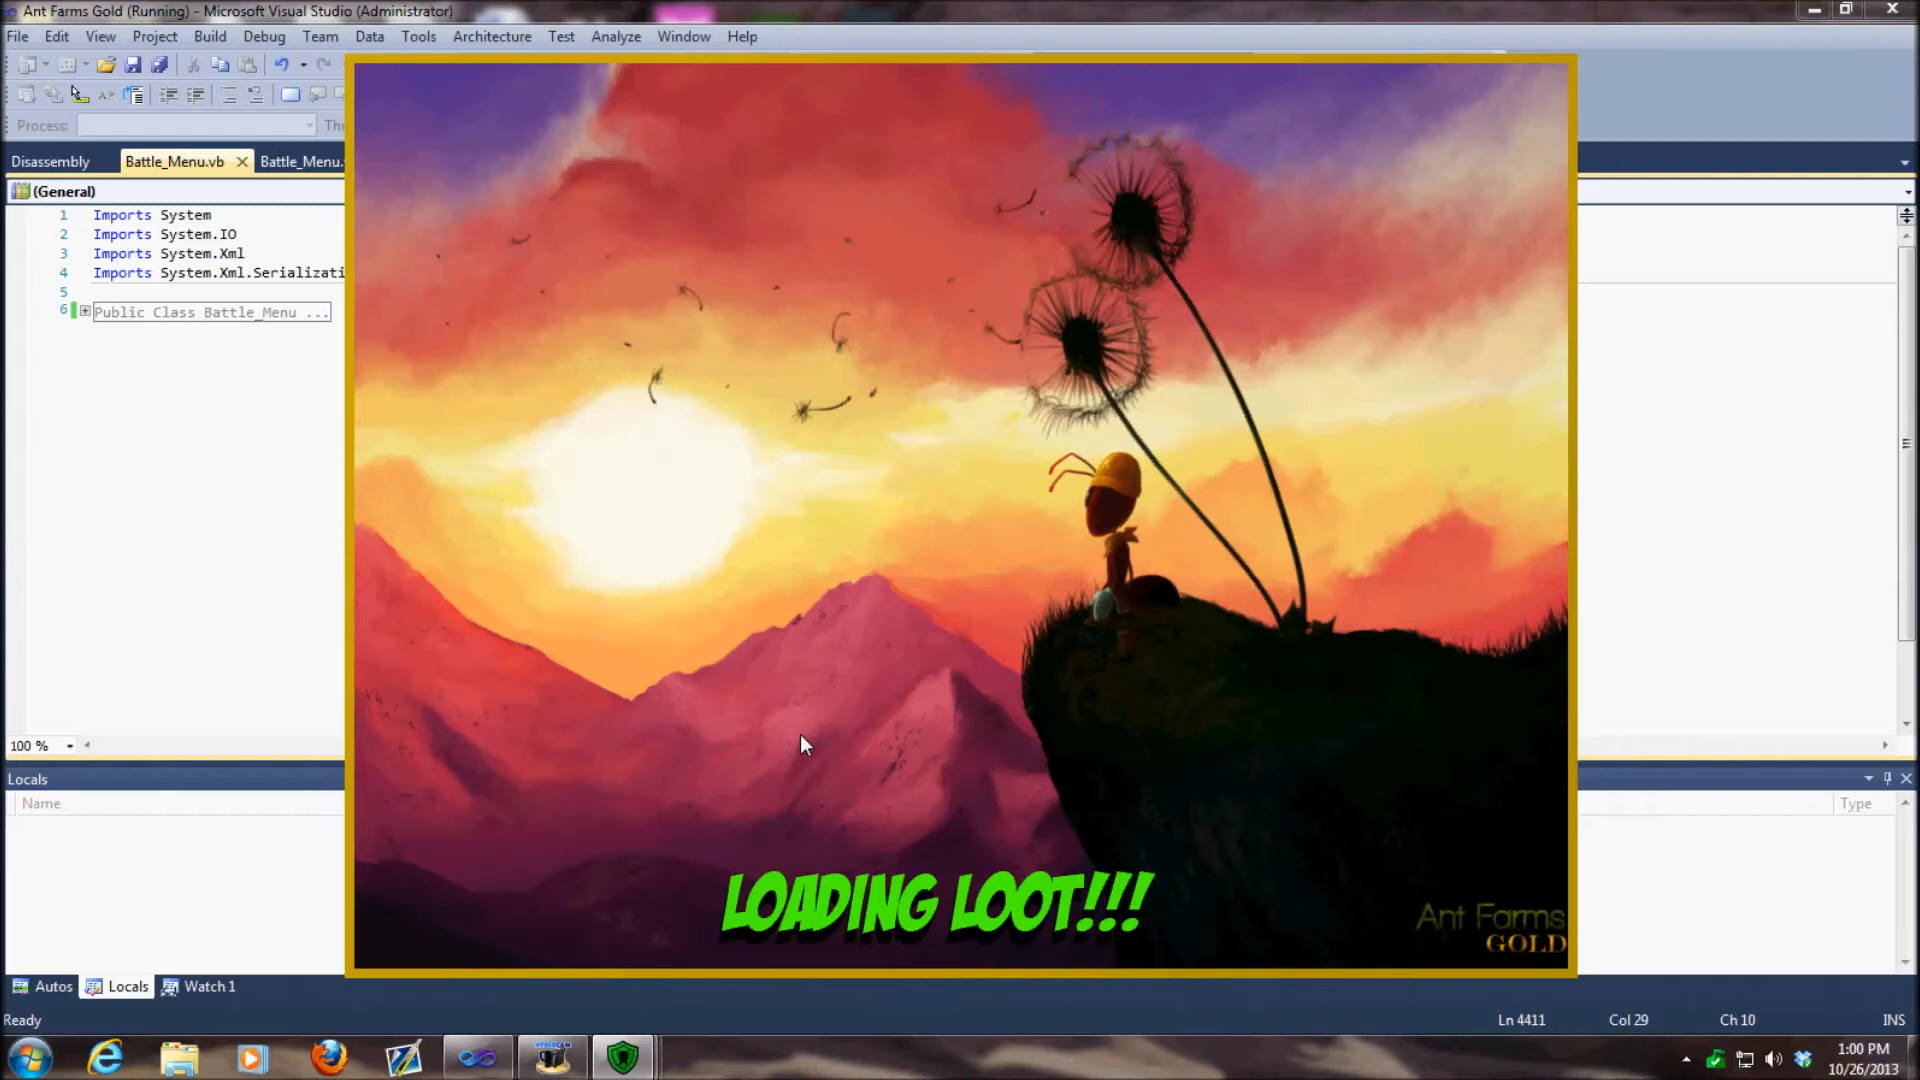 Ant Farms Gold (Running) - Microsoft Visual Studio (Administrator)
File Edit View Project Build Debug Team Data Tools Architecture Test Analyze Window Help
Process:
Disassembly Battle_Menu.vb Battle_Menu.
(General)
1 Imports System
2 Imports System.IO
3 Imports System.Xml
4 Imports System.Xml.Serializati
5
6 Public Class Battle_Menu ...
100 %
Locals
Name Type
LOADING LOOT!!!
Ant Farms
GOLD
Autos Locals Watch 1
Ready Ln 4411 Col 29 Ch 10 INS
HYPERCAM
1:00 PM
10/26/2013